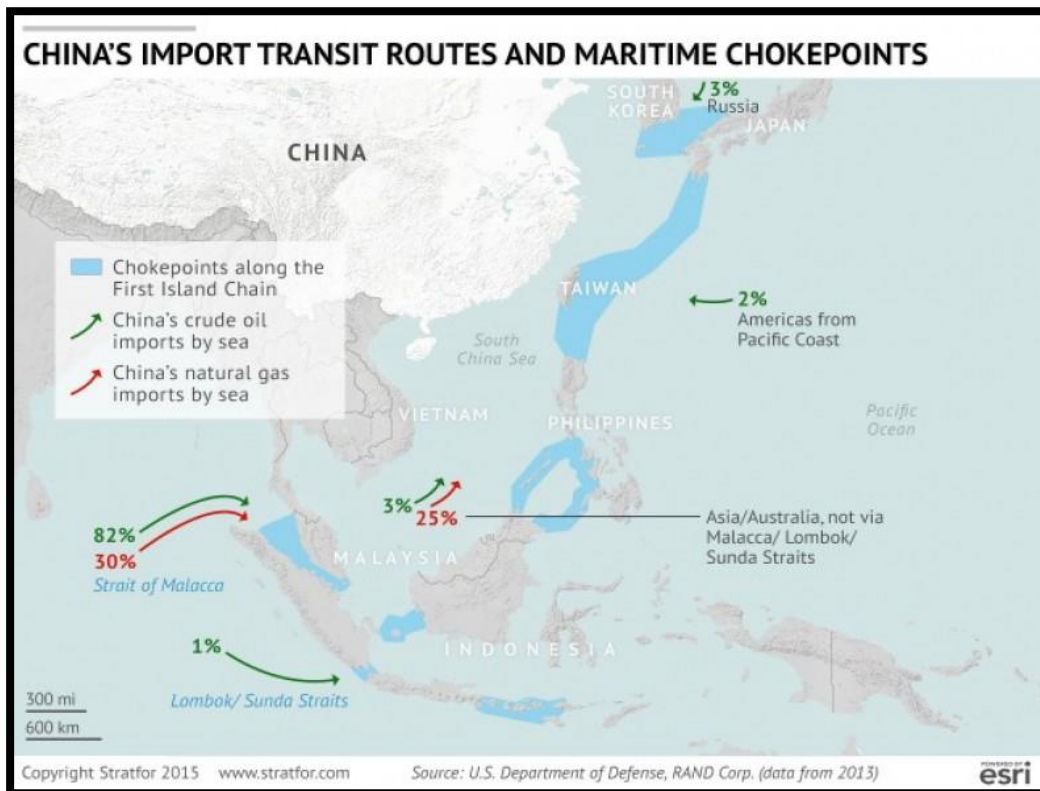 CHINA'S IMPORT TRANSIT ROUTES AND MARITIME CHOKEPOINTS
SOUTH
KOREA
3%
Russia
JAPAN
CHINA
Chokepoints along the
First Island Chain
China's crude oil
imports by sea
China's natural gas
imports by sea
TAIWAN
2%
Americas from
Pacific Coast
South
China Sea
VIETNAM
PHILIPPINES
Pacific
Ocean
3%
25%
Asia/Australia, not via
Malacca/ Lombok/
Sunda Straits
82%
30%
Strait of Malacca
MALAYSIA
1%
INDONESIA
Lombok/ Sunda Straits
300 mi
600 km
Copyright Stratfor 2015 www.stratfor.com Source: U.S. Department of Defense, RAND Corp. (data from 2013)
POWERED BY
esri